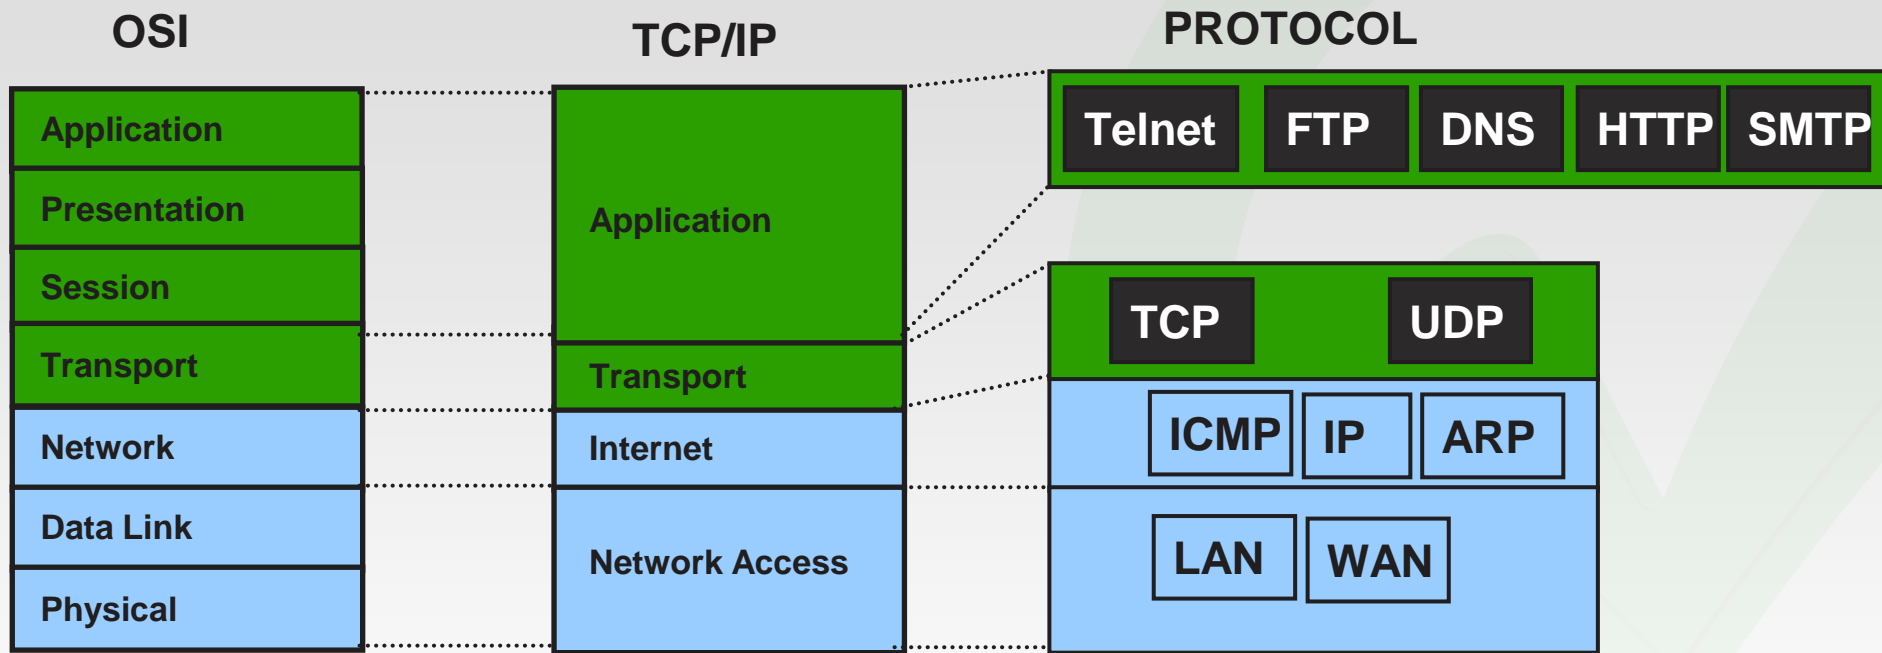 OSI
TCP/IP
PROTOCOL
Application
Presentation
Session
Transport
Network
Data Link
Physical
Application
Transport
Internet
Network Access
Telnet FTP DNS HTTP SMTP
TCP UDP
ICMP IP ARP
LAN WAN